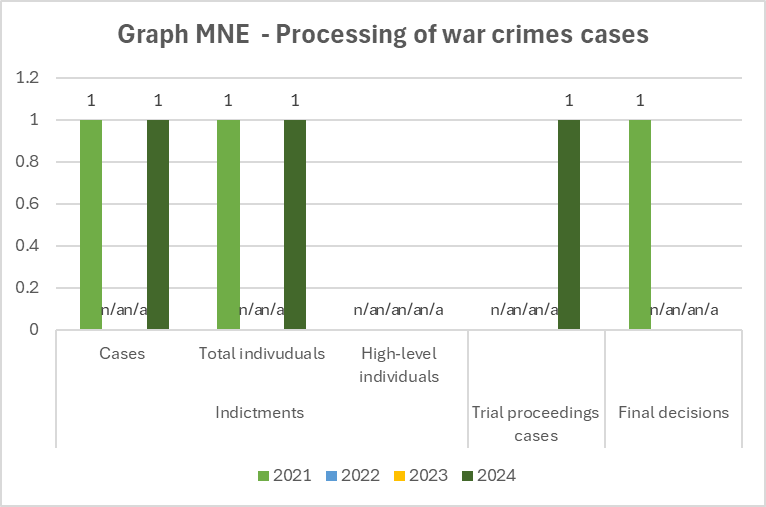 Graph MNE - Processing of war crimes cases
1.2
1
0.8
0.6
0.4
0.2
0
1
1
1
1
1
1
n/an/a
n/an/a
n/an/an/an/a
n/an/an/a
n/an/an/a
Cases
Total indivuduals
High-level
individuals
Indictments
Trial proceedings
cases
Final decisions
2021
2022
2023
2024